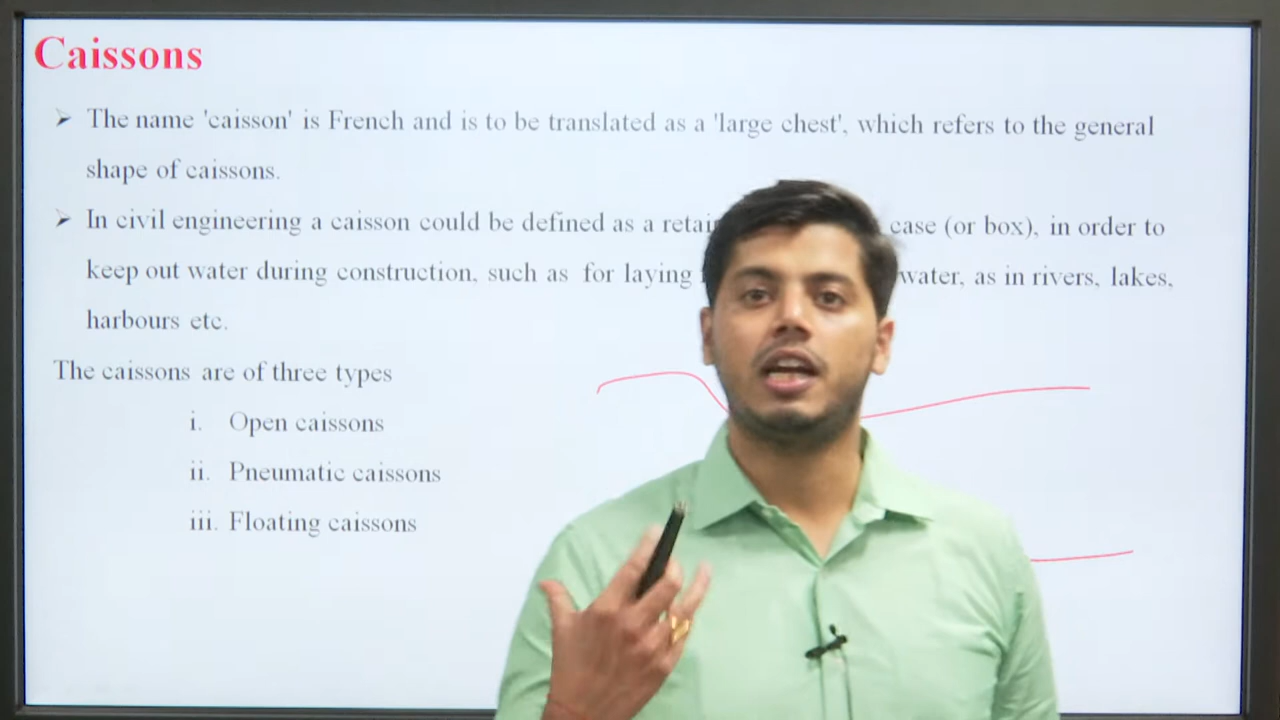 Caissons
➢ The name 'caisson' is French and is to be translated as a 'large chest', which refers to the general
shape of caissons.
➢ In civil engineering a caisson could be defined as a case (or box), in order to
keep out water during construction, such as for laying water, as in rivers, lakes,
harbours etc.
The caissons are of three types
i. Open caissons
ii. Pneumatic caissons
iii. Floating caissons